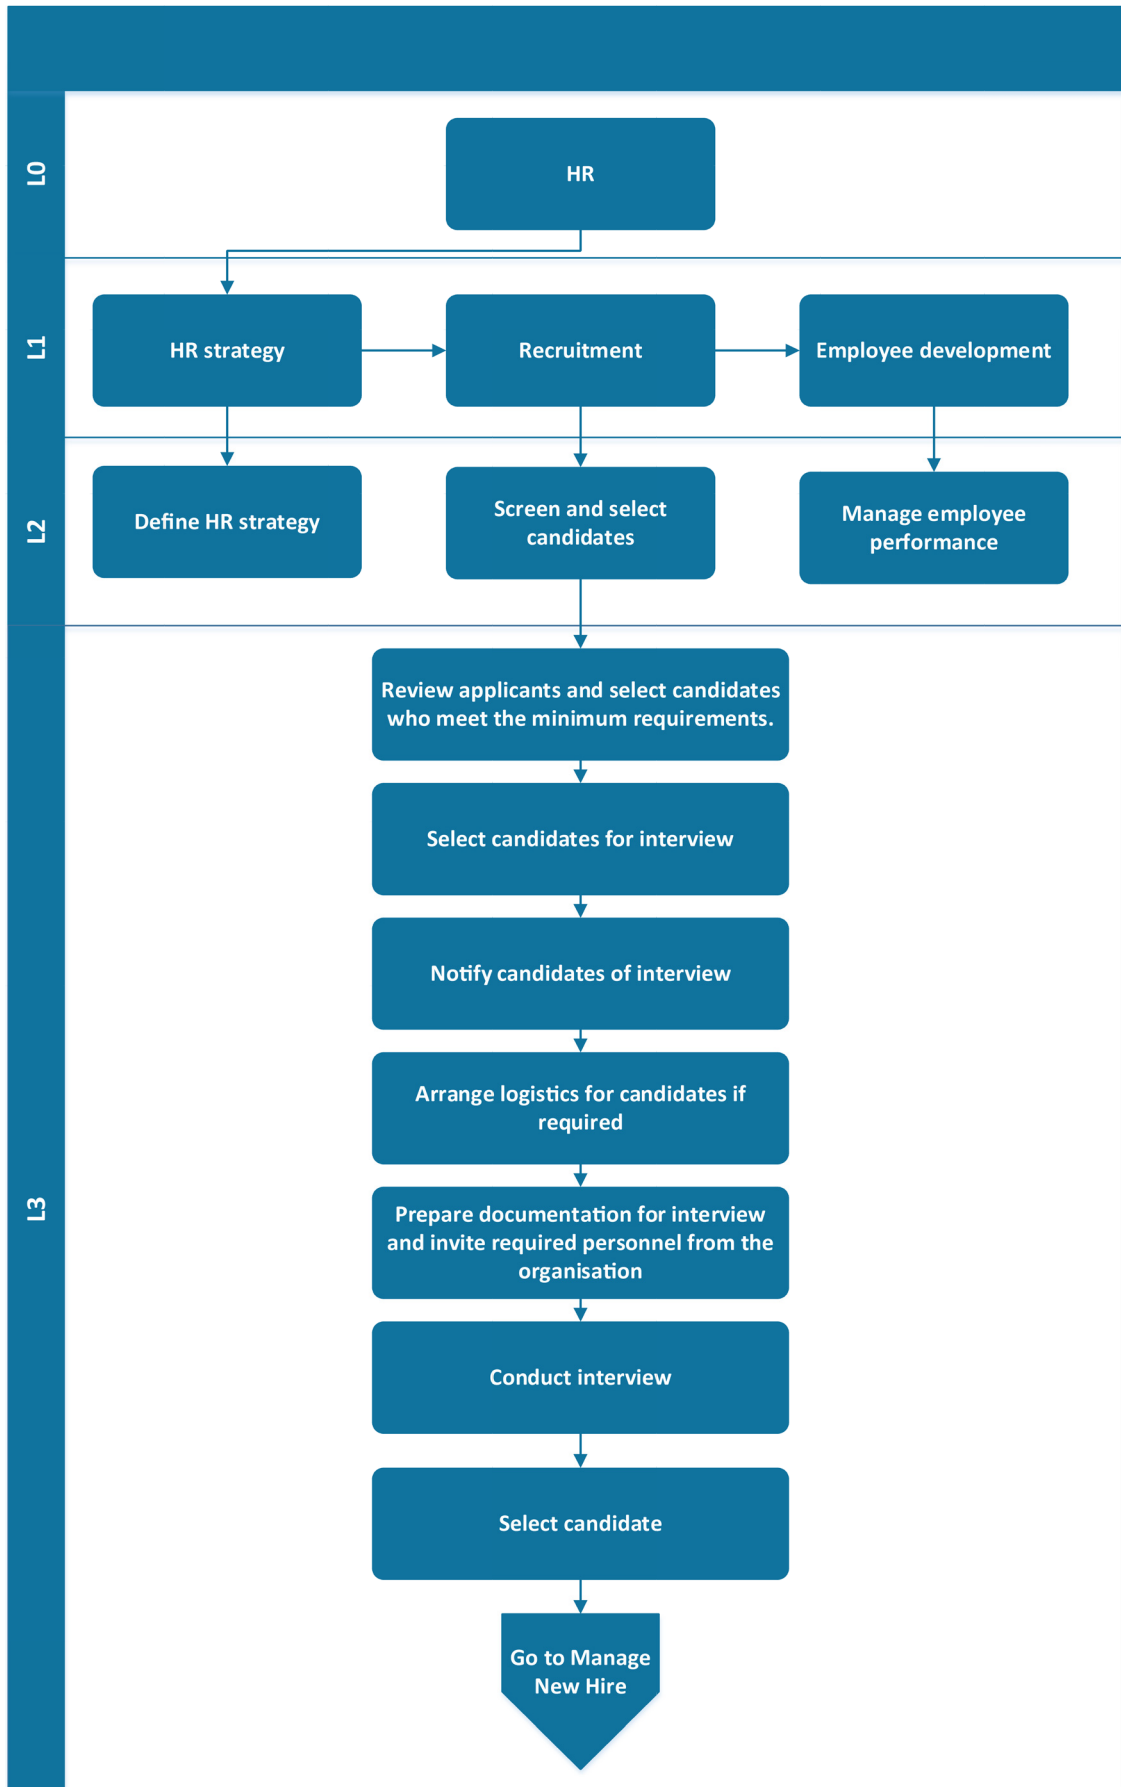 L0
HR
L1
HR strategy
Recruitment
Employee development
L2
Define HR strategy
Screen and select
candidates
Manage employee
performance
L3
Review applicants and select candidates
who meet the minimum requirements.
Select candidates for interview
Notify candidates of interview
Arrange logistics for candidates if
required
Prepare documentation for interview
and invite required personnel from the
organisation
Conduct interview
Select candidate
Go to Manage
New Hire